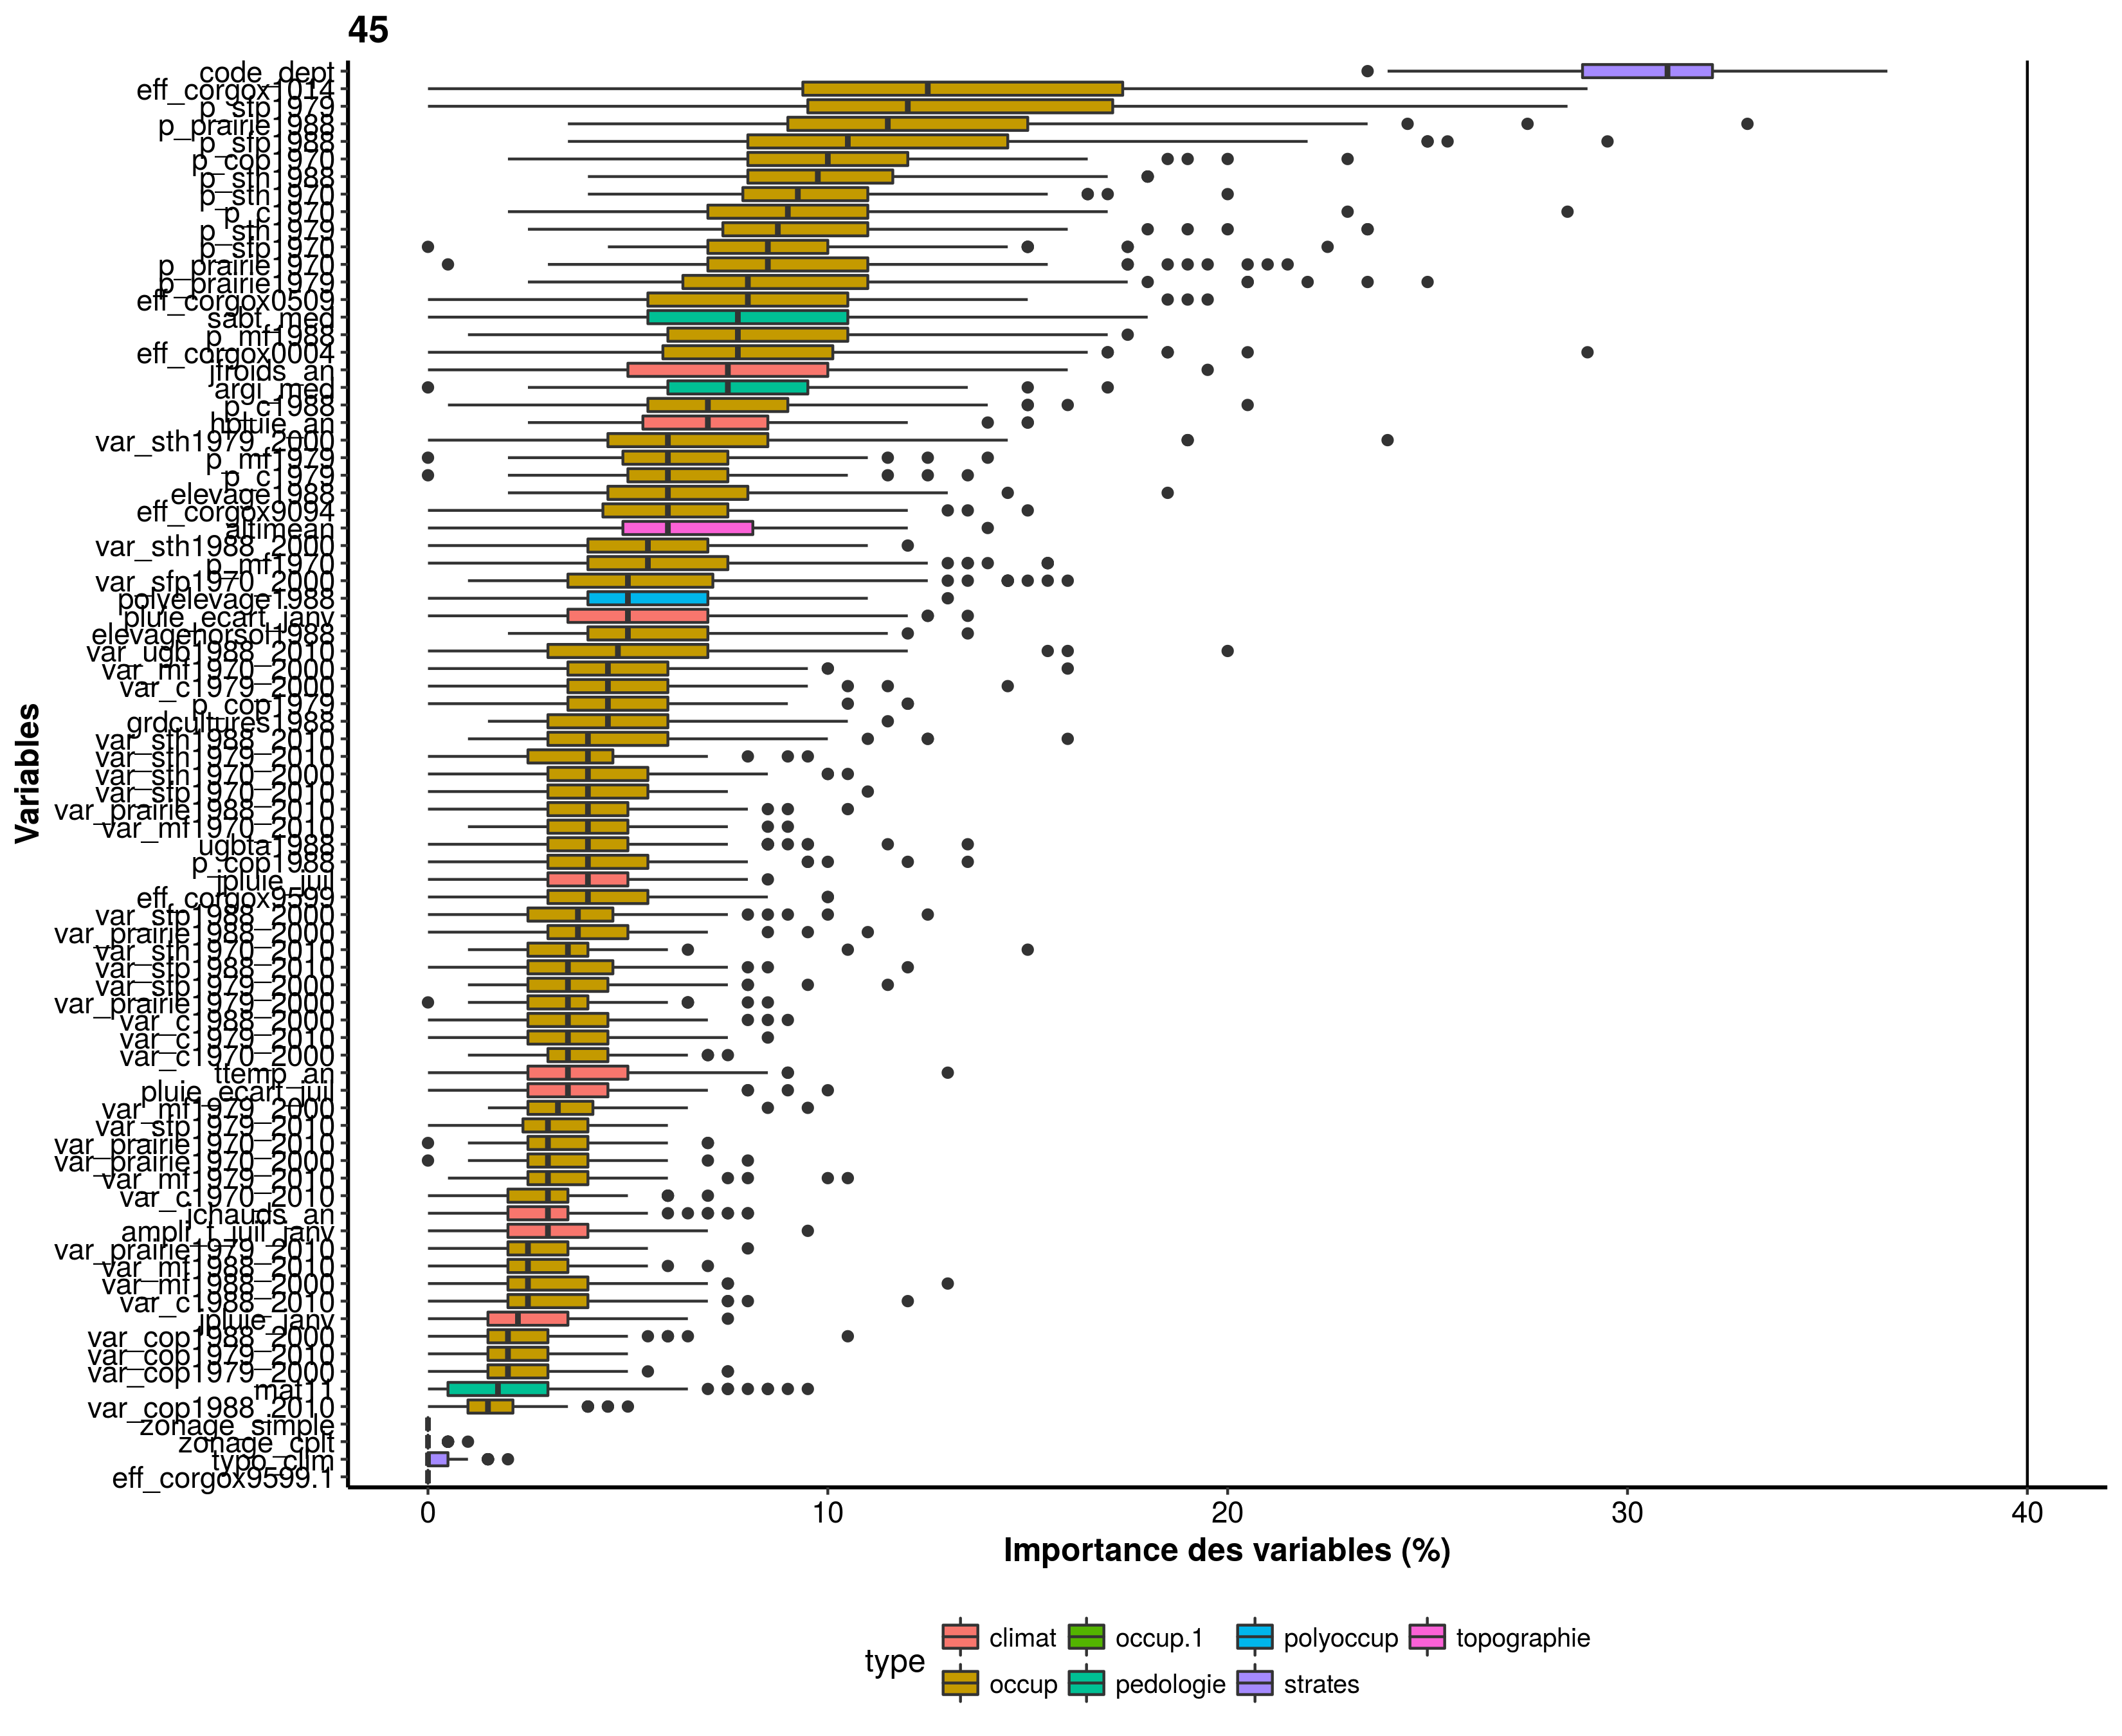 45
code_dept
eff_corgox1014
p_sfp1979
p_prairie1988
p_sfp1988
p_cop1970
p_sth1988
p_sth1970
p_c1970
p_sth1979
p_sfp1970
p_prairie1970
p_prairie1979
eff_corgox0509
sabt_med
p_mf1988
eff_corgox0004
jfroids_an
argi_med
p_c1988
hpluie_an
var_sth1979_2000
p_mf1979
p_c1979
elevage1988
eff_corgox9094
altimean
var_sth1988_2000
p_mf1970
var_sfp1970_2000
polyelevage1988
pluie_ecart_janv
elevagehorsol1988
var_ugb1988_2010
var_mf1970_2000
var_c1979_2000
p_cop1979
grdcultures1988
var_sth1988_2010
var_sth1979_2010
var_sth1970_2000
var_sfp1970_2010
var_prairie1988_2010
var_mf1970_2010
ugbta1988
p_cop1988
jpluie_juil
eff_corgox9599
var_sfp1988_2000
var_prairie1988_2000
var_sth1970_2010
var_sfp1988_2010
var_sfp1979_2000
var_prairie1979_2000
var_c1988_2000
var_c1979_2010
var_c1970_2000
ttemp_an
pluie_ecart_juil
var_mf1979_2000
var_sfp1979_2010
var_prairie1970_2010
var_prairie1970_2000
var_mf1979_2010
var_c1970_2010
jchauds_an
ampli_t_juil_janv
var_prairie1979_2010
var_mf1988_2010
var_mf1988_2000
var_c1988_2010
jpluie_janv
var_cop1988_2000
var_cop1979_2010
var_cop1979_2000
mat11
var_cop1988_2010
zonage_simple
zonage_cplt
typo_clim
eff_corgox9599.1
Variables
0 10 20 30 40
Importance des variables (%)
type
climat occup.1 polyoccup topographie
occup pedologie strates